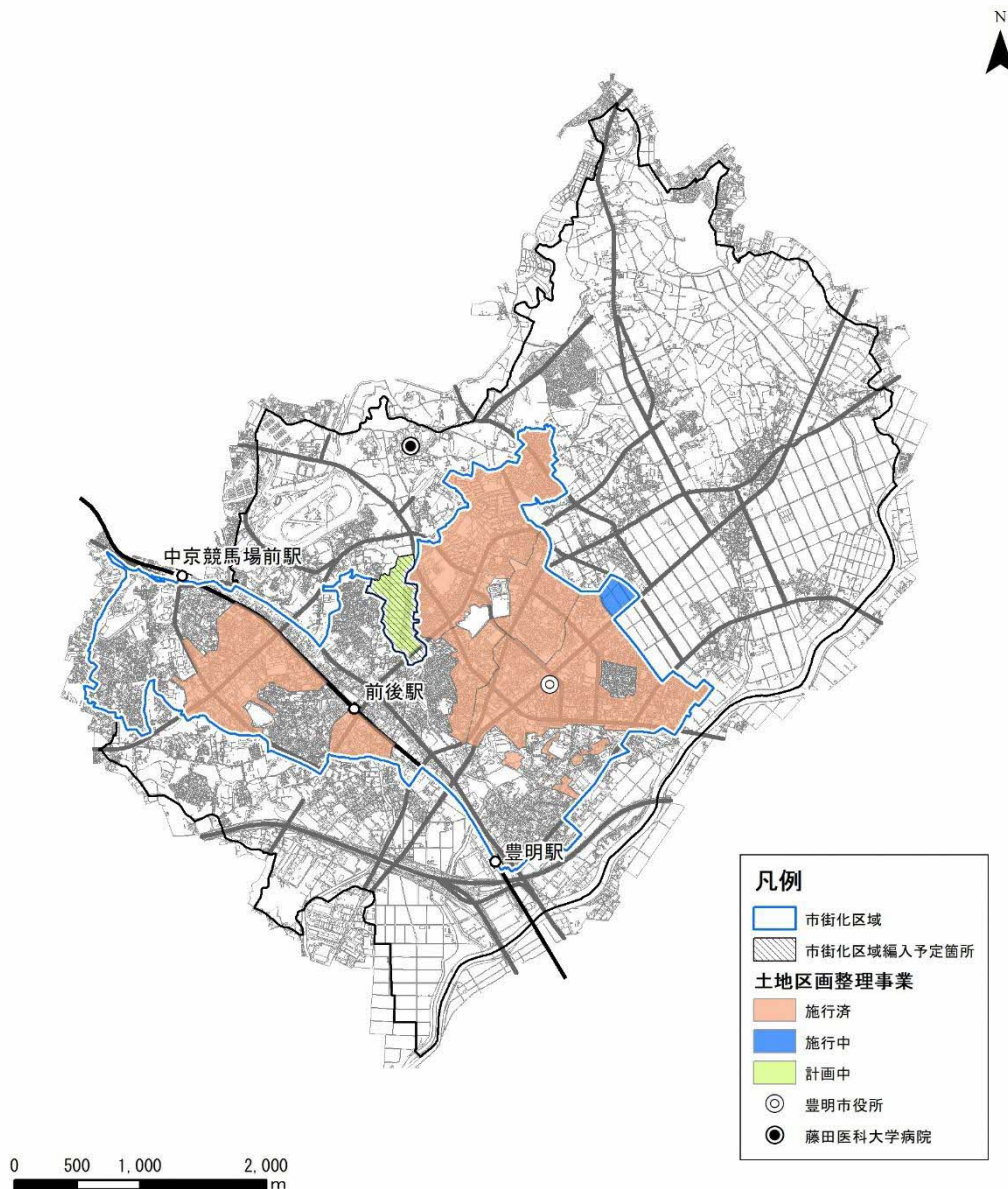 N
中京競馬場前駅
前後駅
豊明駅
凡例
市街化区域
市街化区域編入予定箇所
土地区画整理事業
施行済
施行中
計画中
豊明市役所
藤田医科大学病院
0 500 1,000 2,000
m